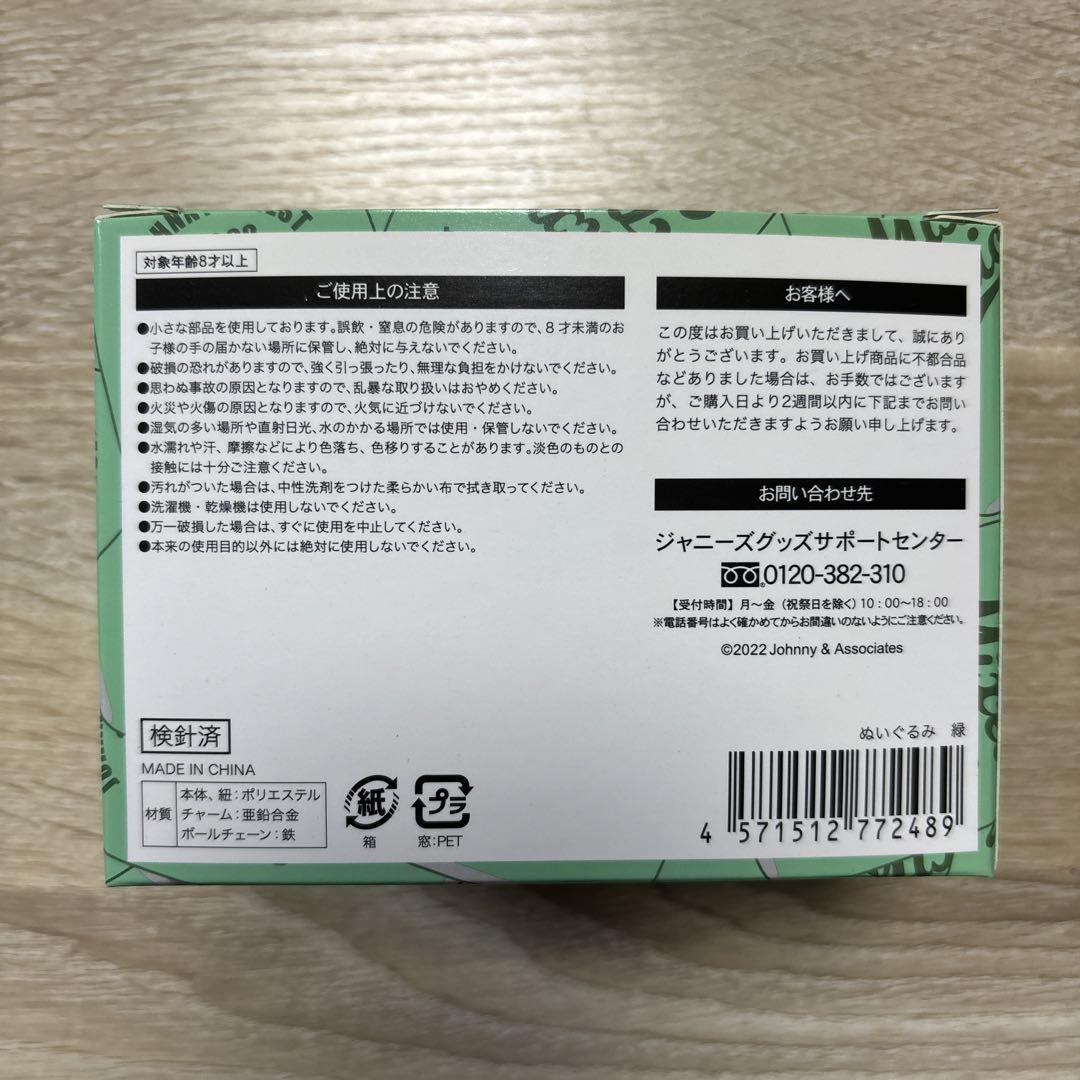 対象年齢8才以上
ご使用上の注意
●小さな部品を使用しております。誤飲・窒息の危険がありますので、8才未満のお
子様の手の届かない場所に保管し、絶対に与えないでください。
●破損の恐れがありますので、強く引っ張ったり、無理な負担をかけないでください。
●思わぬ事故の原因となりますので、乱暴な取り扱いはおやめください。
●火災や火傷の原因となりますので、火気に近づけないでください。
●湿気の多い場所や直射日光、水のかかる場所では使用・保管しないでください。
●水濡れや汗、摩擦などにより色落ち、色移りすることがあります。淡色のものとの
接触には十分ご注意ください。
●汚れがついた場合は、中性洗剤をつけた柔らかい布で拭き取ってください。
●洗濯機・乾燥機は使用しないでください。
●万一破損した場合は、すぐに使用を中止してください。
●本来の使用目的以外には絶対に使用しないでください。
お客様へ
この度はお買い上げいただきまして、誠にあり
がとうございます。お買い上げ商品に不都合品
などありました場合は、お手数ではございます
が、ご購入日より2週間以内に下記までお問い
合わせいただきますようお願い申し上げます。
お問い合わせ先
ジャニーズグッズサポートセンター
0120-382-310
【受付時間】月〜金（祝祭日を除く）10：00〜18：00
※電話番号はよく確かめてからお間違いのないようにご注意ください。
©2022 Johnny & Associates
検針済
MADE IN CHINA
材質
本体、紐：ポリエステル
チャーム：亜鉛合金
ボールチェーン：鉄
紙
箱
プラ
窓：PET
ぬいぐるみ 緑
4 571512 772489